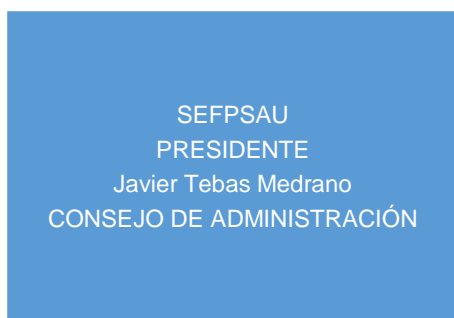 SEFPSAU
PRESIDENTE
Javier Tebas Medrano
CONSEJO DE ADMINISTRACIÓN